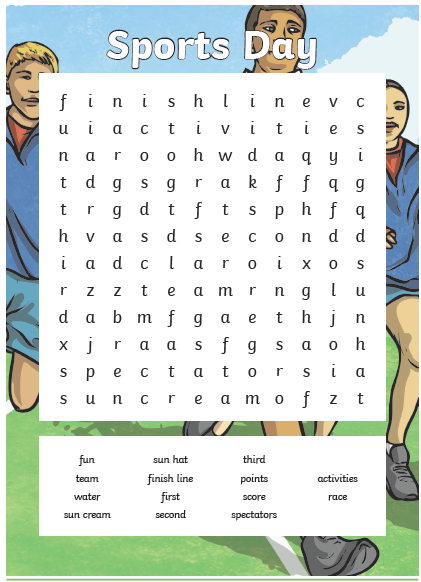 Sports Day
f i n i s h l i n e v c
u i a c t i v i t i e s
n a r o o h w d a q y i
t d g s g r a k f f q g
t r g d t f t s p h f q
h v a s d s e c o n d d
i a d c l a r o i x o s
r z z t e a m r n g l u
d a b m f g a e t h j n
x j r a a s f g s a o h
s p e c t a t o r s i a
s u n c r e a m o f z t
fun sun hat third
team finish line points activities
water first score race
sun cream second spectators